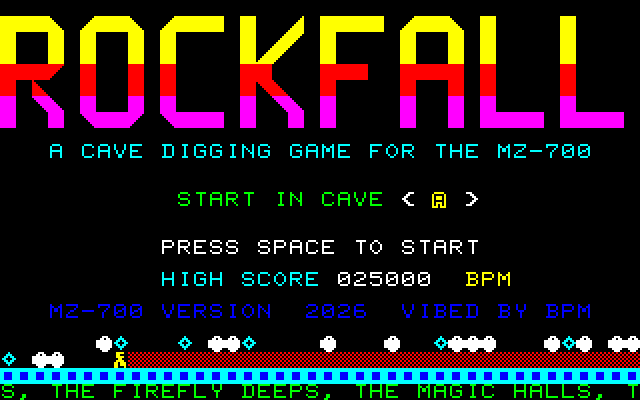 ROCKFALL
A CAVE DIGGING GAME FOR THE MZ-700
START IN CAVE < A >
PRESS SPACE TO START
HIGH SCORE 025000 BPM
MZ-700 VERSION 2026 VIBED BY BPM
S, THE FIREFLY DEEPS, THE MAGIC HALLS, T